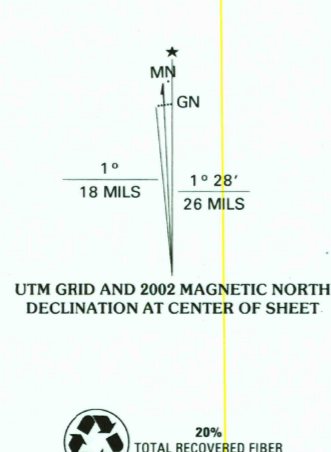 ★
MN
GN
1°
18 MILS
1° 28′
26 MILS
UTM GRID AND 2002 MAGNETIC NORTH
DECLINATION AT CENTER OF SHEET
20%
TOTAL RECOVERED FIBER